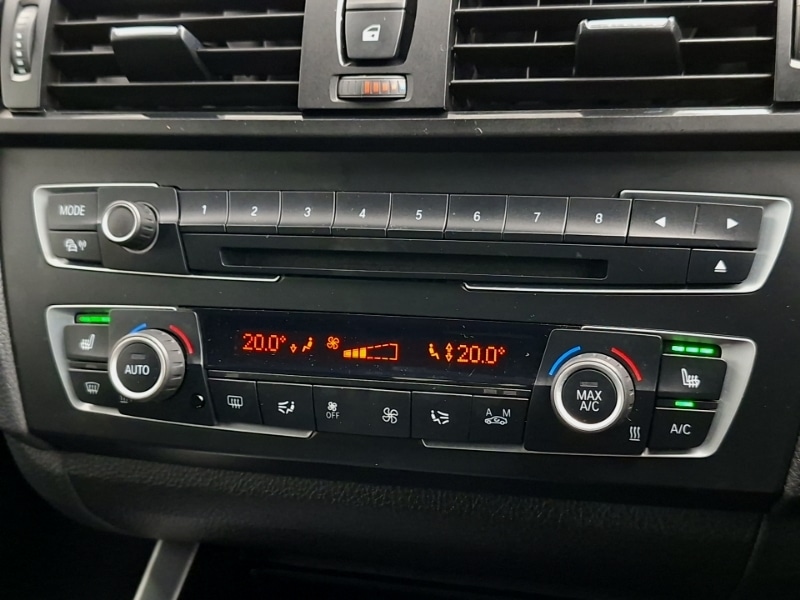 MODE 1 2 3 4 5 6 7 8
20.0° 20.0°
AUTO MAX A/C
OFF A M A/C